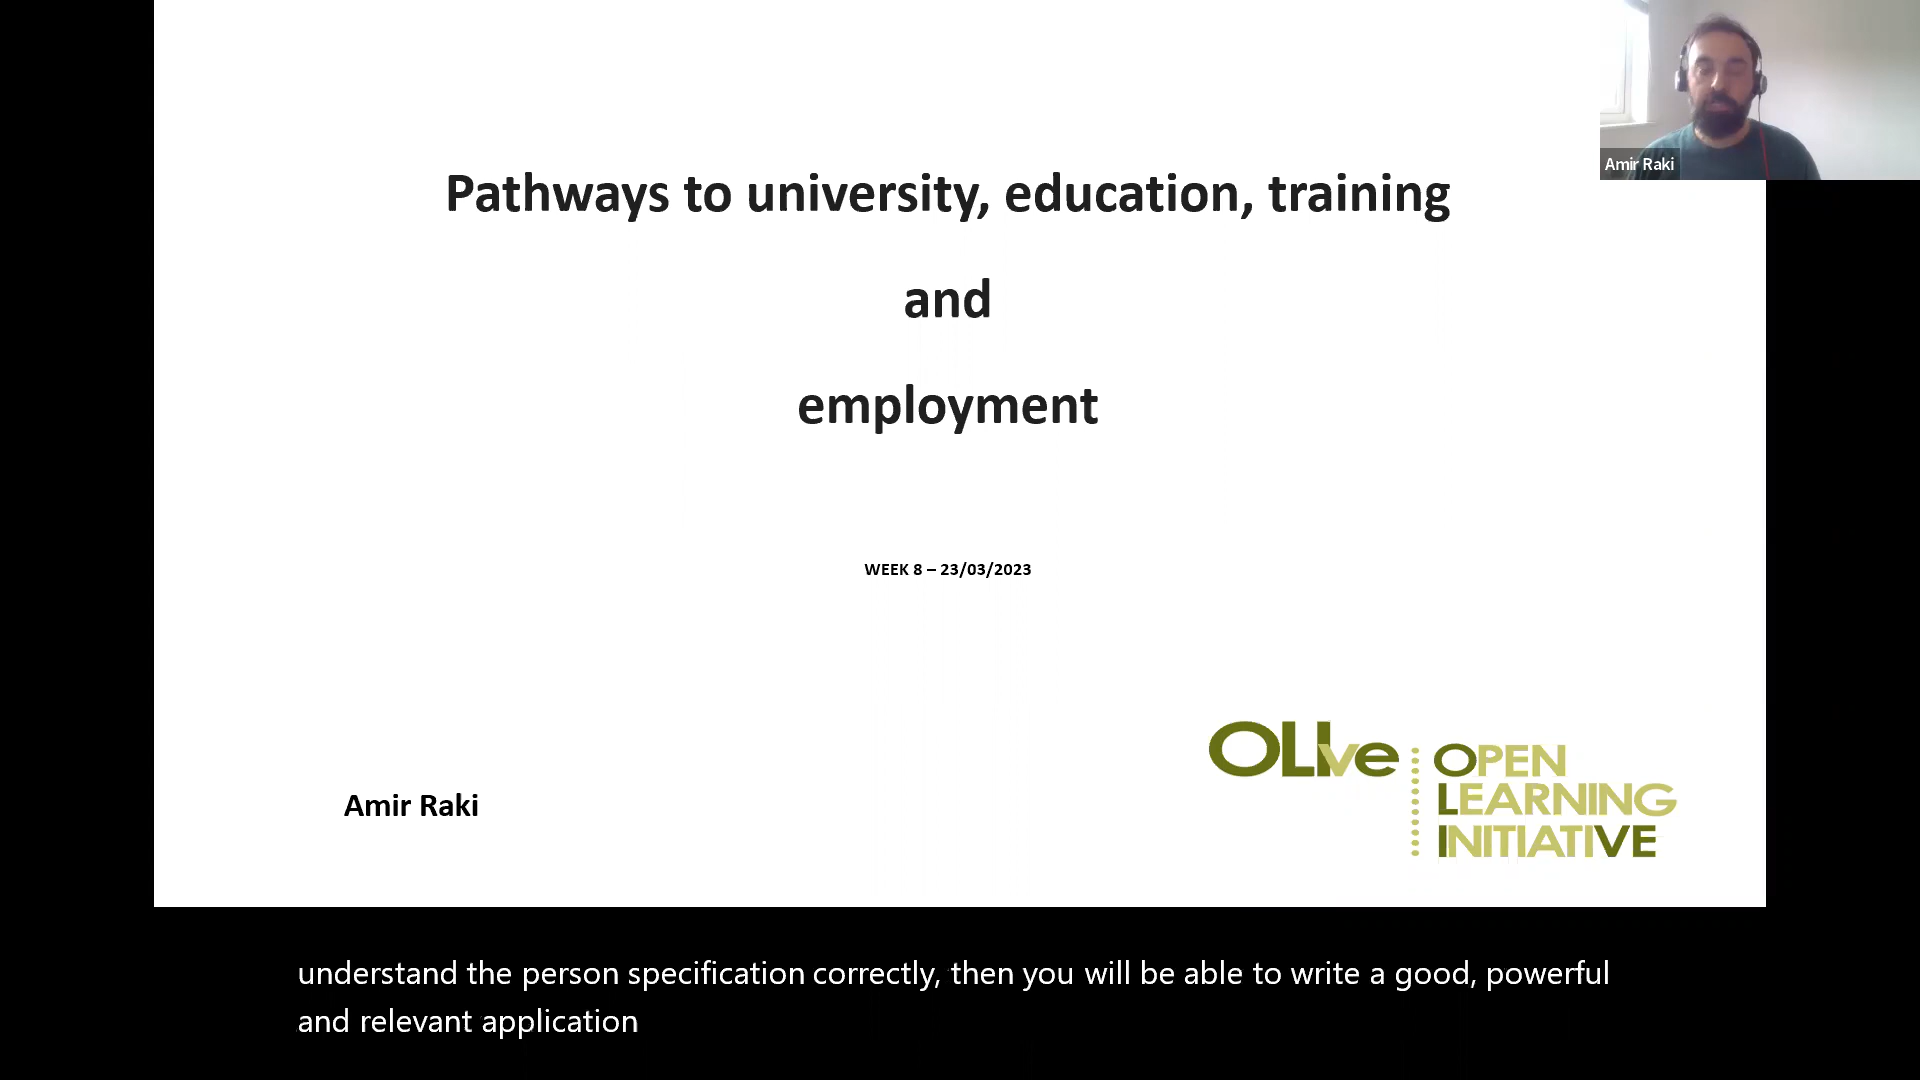 Amir Raki
Pathways to university, education, training
and
employment
WEEK 8 – 23/03/2023
Amir Raki
OLIve
OPEN
LEARNING
INITIATIVE
understand the person specification correctly, then you will be able to write a good, powerful
and relevant application